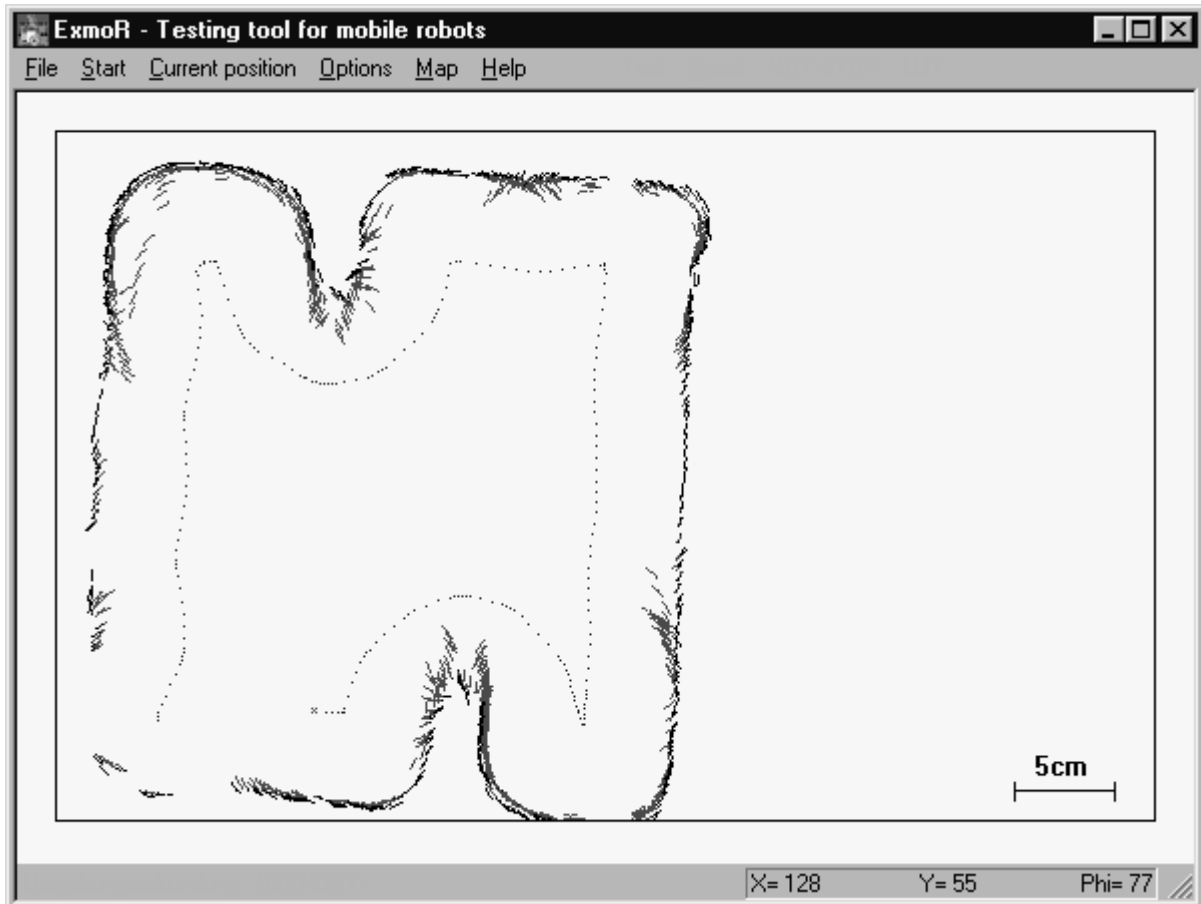 ExmoR - Testing tool for mobile robots
File Start Current position Options Map Help
5cm
X= 128 Y= 55 Phi= 77